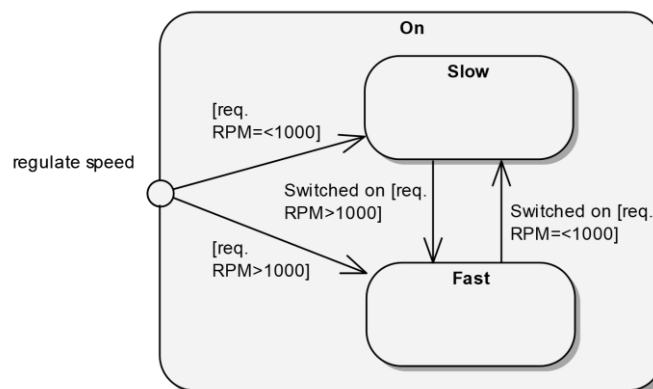 On
Slow
[req.
RPM=<1000]
regulate speed
Switched on [req.
RPM>1000]
Switched on [req.
RPM=<1000]
[req.
RPM>1000]
Fast